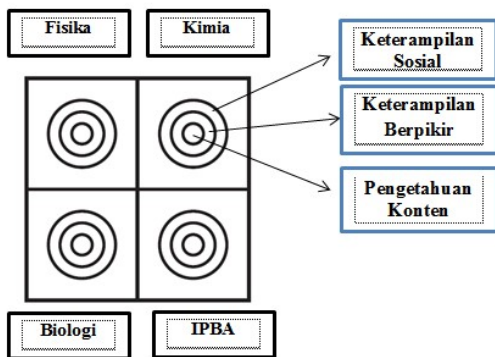 Fisika
Kimia
Keterampilan
Sosial
Keterampilan
Berpikir
Pengetahuan
Konten
Biologi
IPBA